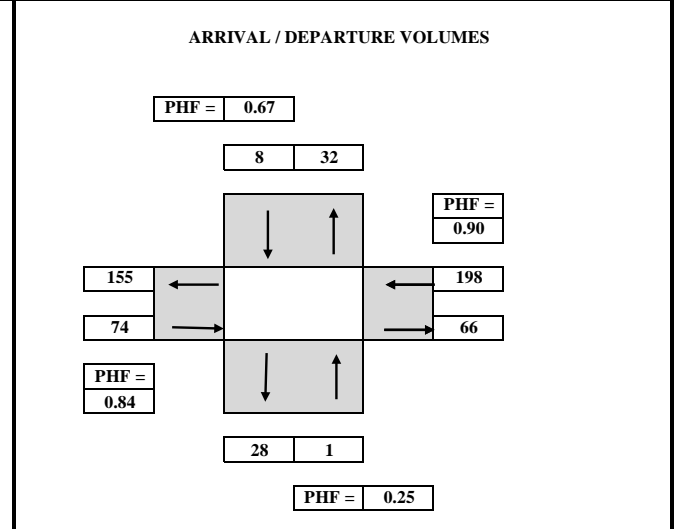 ARRIVAL / DEPARTURE VOLUMES
PHF = 0.67
8 32
PHF =
0.90
155 198
74 66
PHF =
0.84
28 1
PHF = 0.25